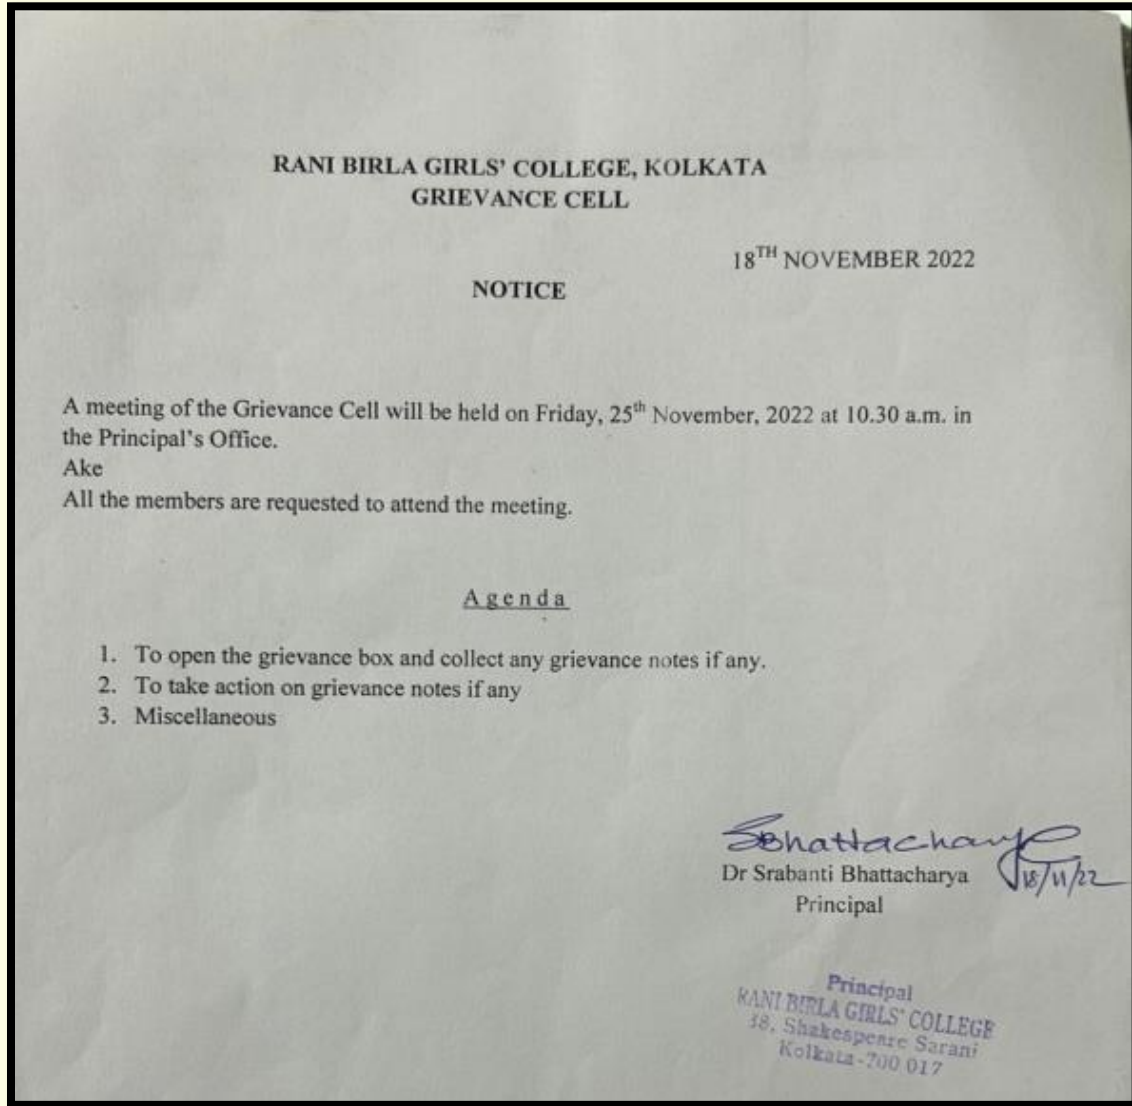 RANI BIRLA GIRLS' COLLEGE, KOLKATA
GRIEVANCE CELL
18TH NOVEMBER 2022
NOTICE
A meeting of the Grievance Cell will be held on Friday, 25th November, 2022 at 10.30 a.m. in
the Principal's Office.
Ake
All the members are requested to attend the meeting.
Agenda
1. To open the grievance box and collect any grievance notes if any.
2. To take action on grievance notes if any
3. Miscellaneous
SBhattacharya
18/11/22
Dr Srabanti Bhattacharya
Principal
Principal
RANI BIRLA GIRLS' COLLEGE
38, Shakespeare Sarani
Kolkata-700 017